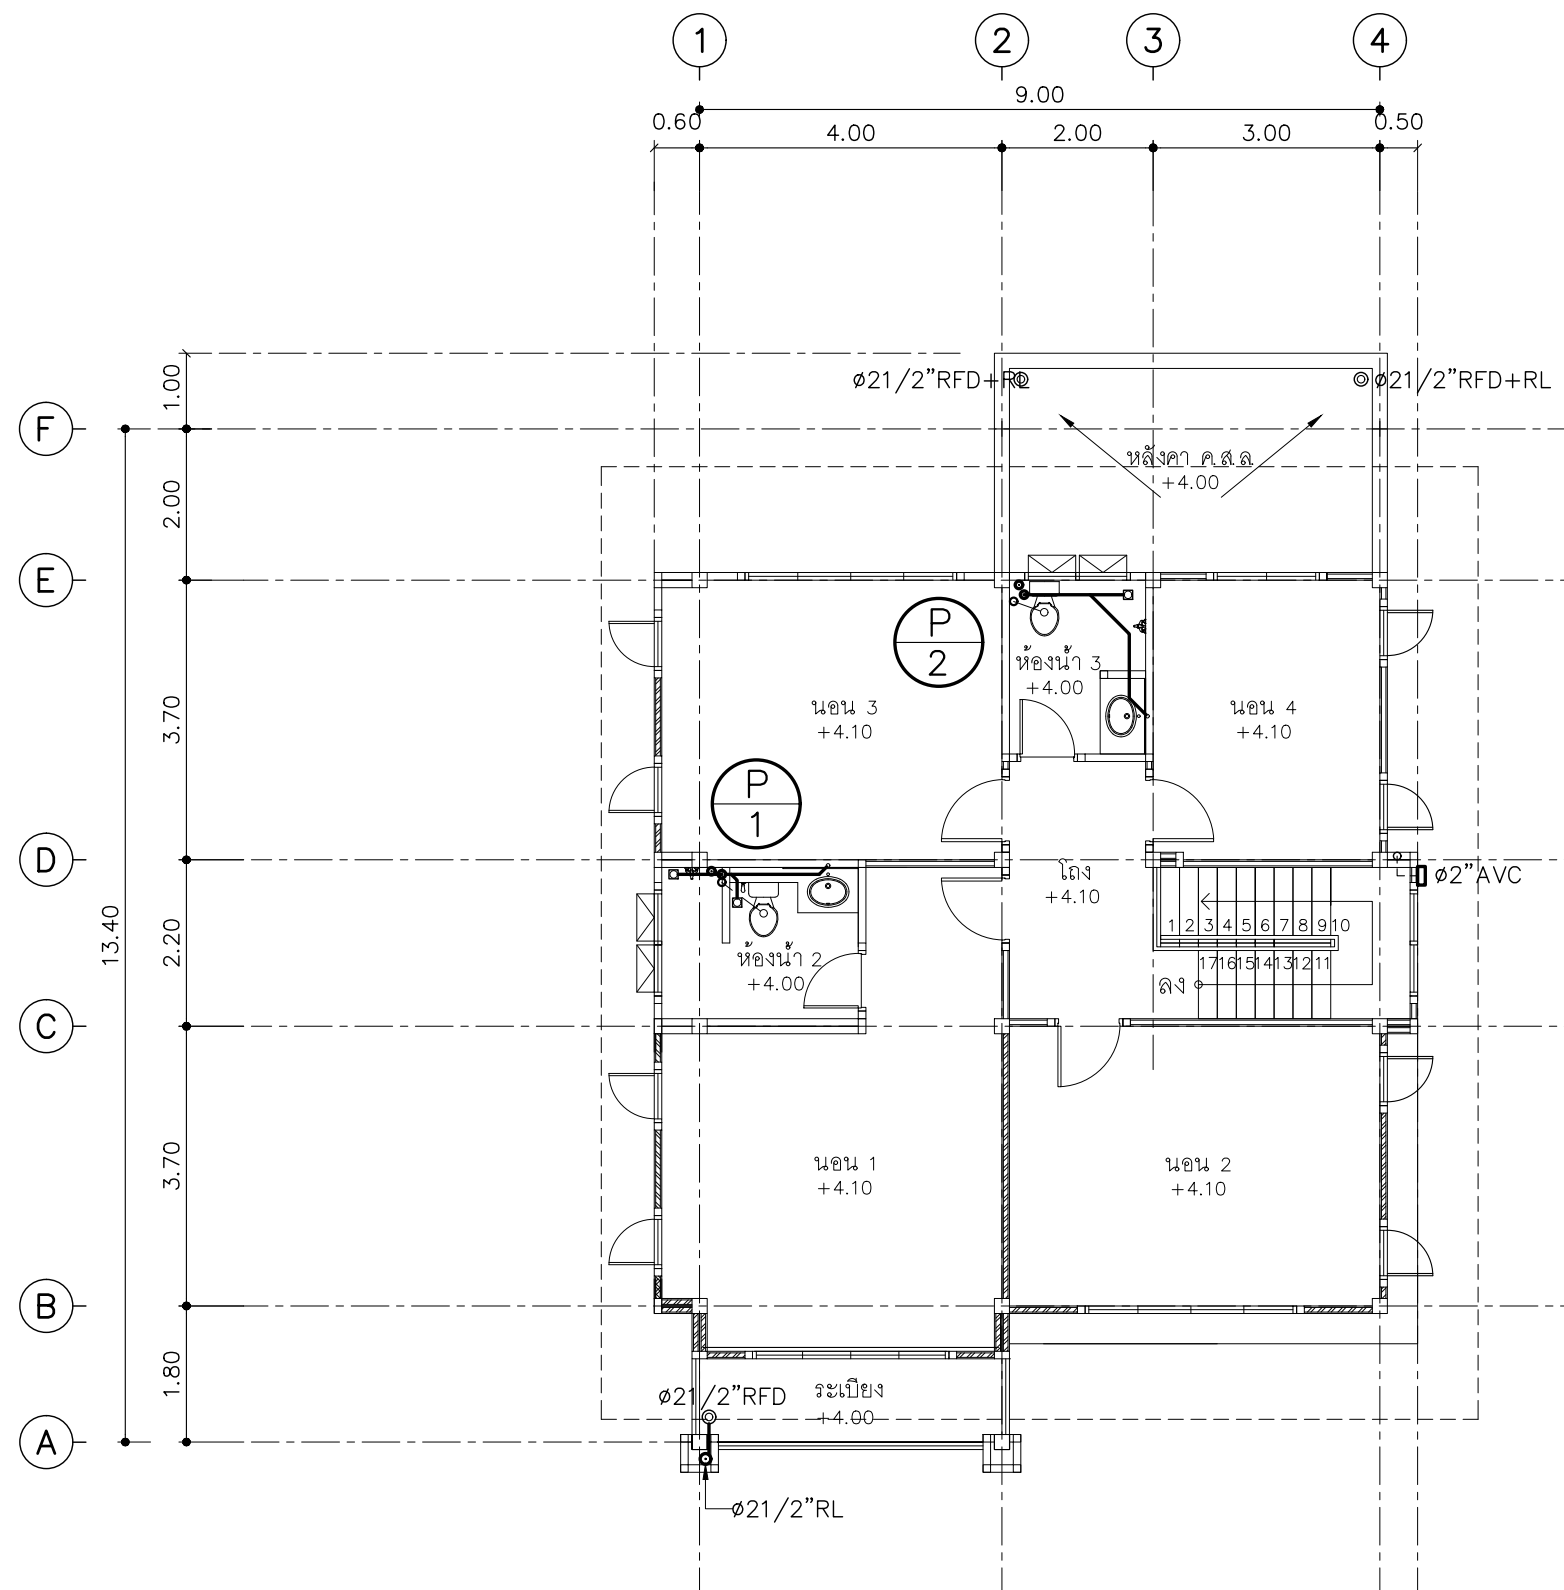 1 2 3 4
9.00
0.60 4.00 2.00 3.00 0.50
1.00
ø21/2"RFD+RL ø21/2"RFD+RL
F
หลังคา ค.ส.ล.
+4.00
2.00
E
P
2
ห้องน้ำ 3
+4.00
3.70
นอน 3
+4.10
นอน 4
+4.10
P
1
D
โถง
+4.10
ø2"AVC
13.40
2.20
1 2 3 4 5 6 7 8 9 10
ห้องน้ำ 2
+4.00
17 16 15 14 13 12 11
ลง
C
3.70
นอน 1
+4.10
นอน 2
+4.10
B
1.80
ø21/2"RFD
ระเบียง
+4.00
A
ø21/2"RL